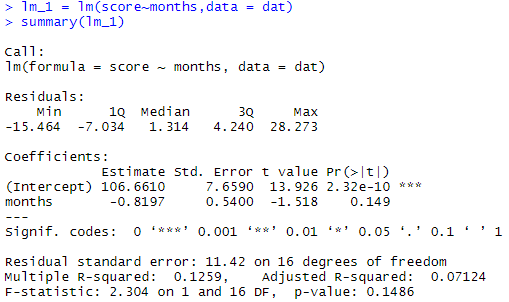 > lm_1 = lm(score~months,data = dat)
> summary(lm_1)
Call:
lm(formula = score ~ months, data = dat)
Residuals:
    Min      1Q  Median      3Q     Max
-15.464  -7.034   1.314   4.240  28.273
Coefficients:
            Estimate Std. Error t value Pr(>|t|)
(Intercept) 106.6610     7.6590  13.926 2.32e-10 ***
months       -0.8197     0.5400  -1.518    0.149
---
Signif. codes:  0 ‘***’ 0.001 ‘**’ 0.01 ‘*’ 0.05 ‘.’ 0.1 ‘ ’ 1
Residual standard error: 11.42 on 16 degrees of freedom
Multiple R-squared:  0.1259,    Adjusted R-squared:  0.07124
F-statistic: 2.304 on 1 and 16 DF,  p-value: 0.1486